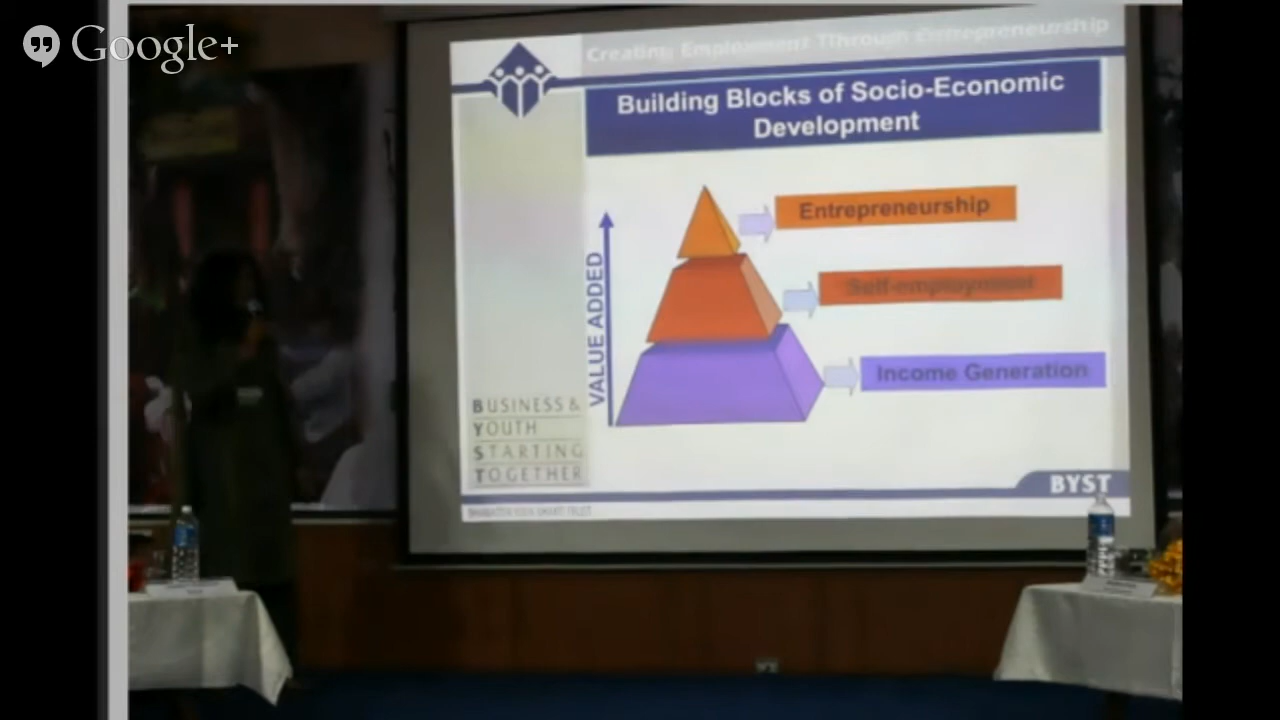 Google+
Creating Employment Through Entrepreneurship
Building Blocks of Socio-Economic
Development
Entrepreneurship
Self-employment
Income Generation
VALUE ADDED
BUSINESS &
YOUTH
STARTING
TOGETHER
BYST